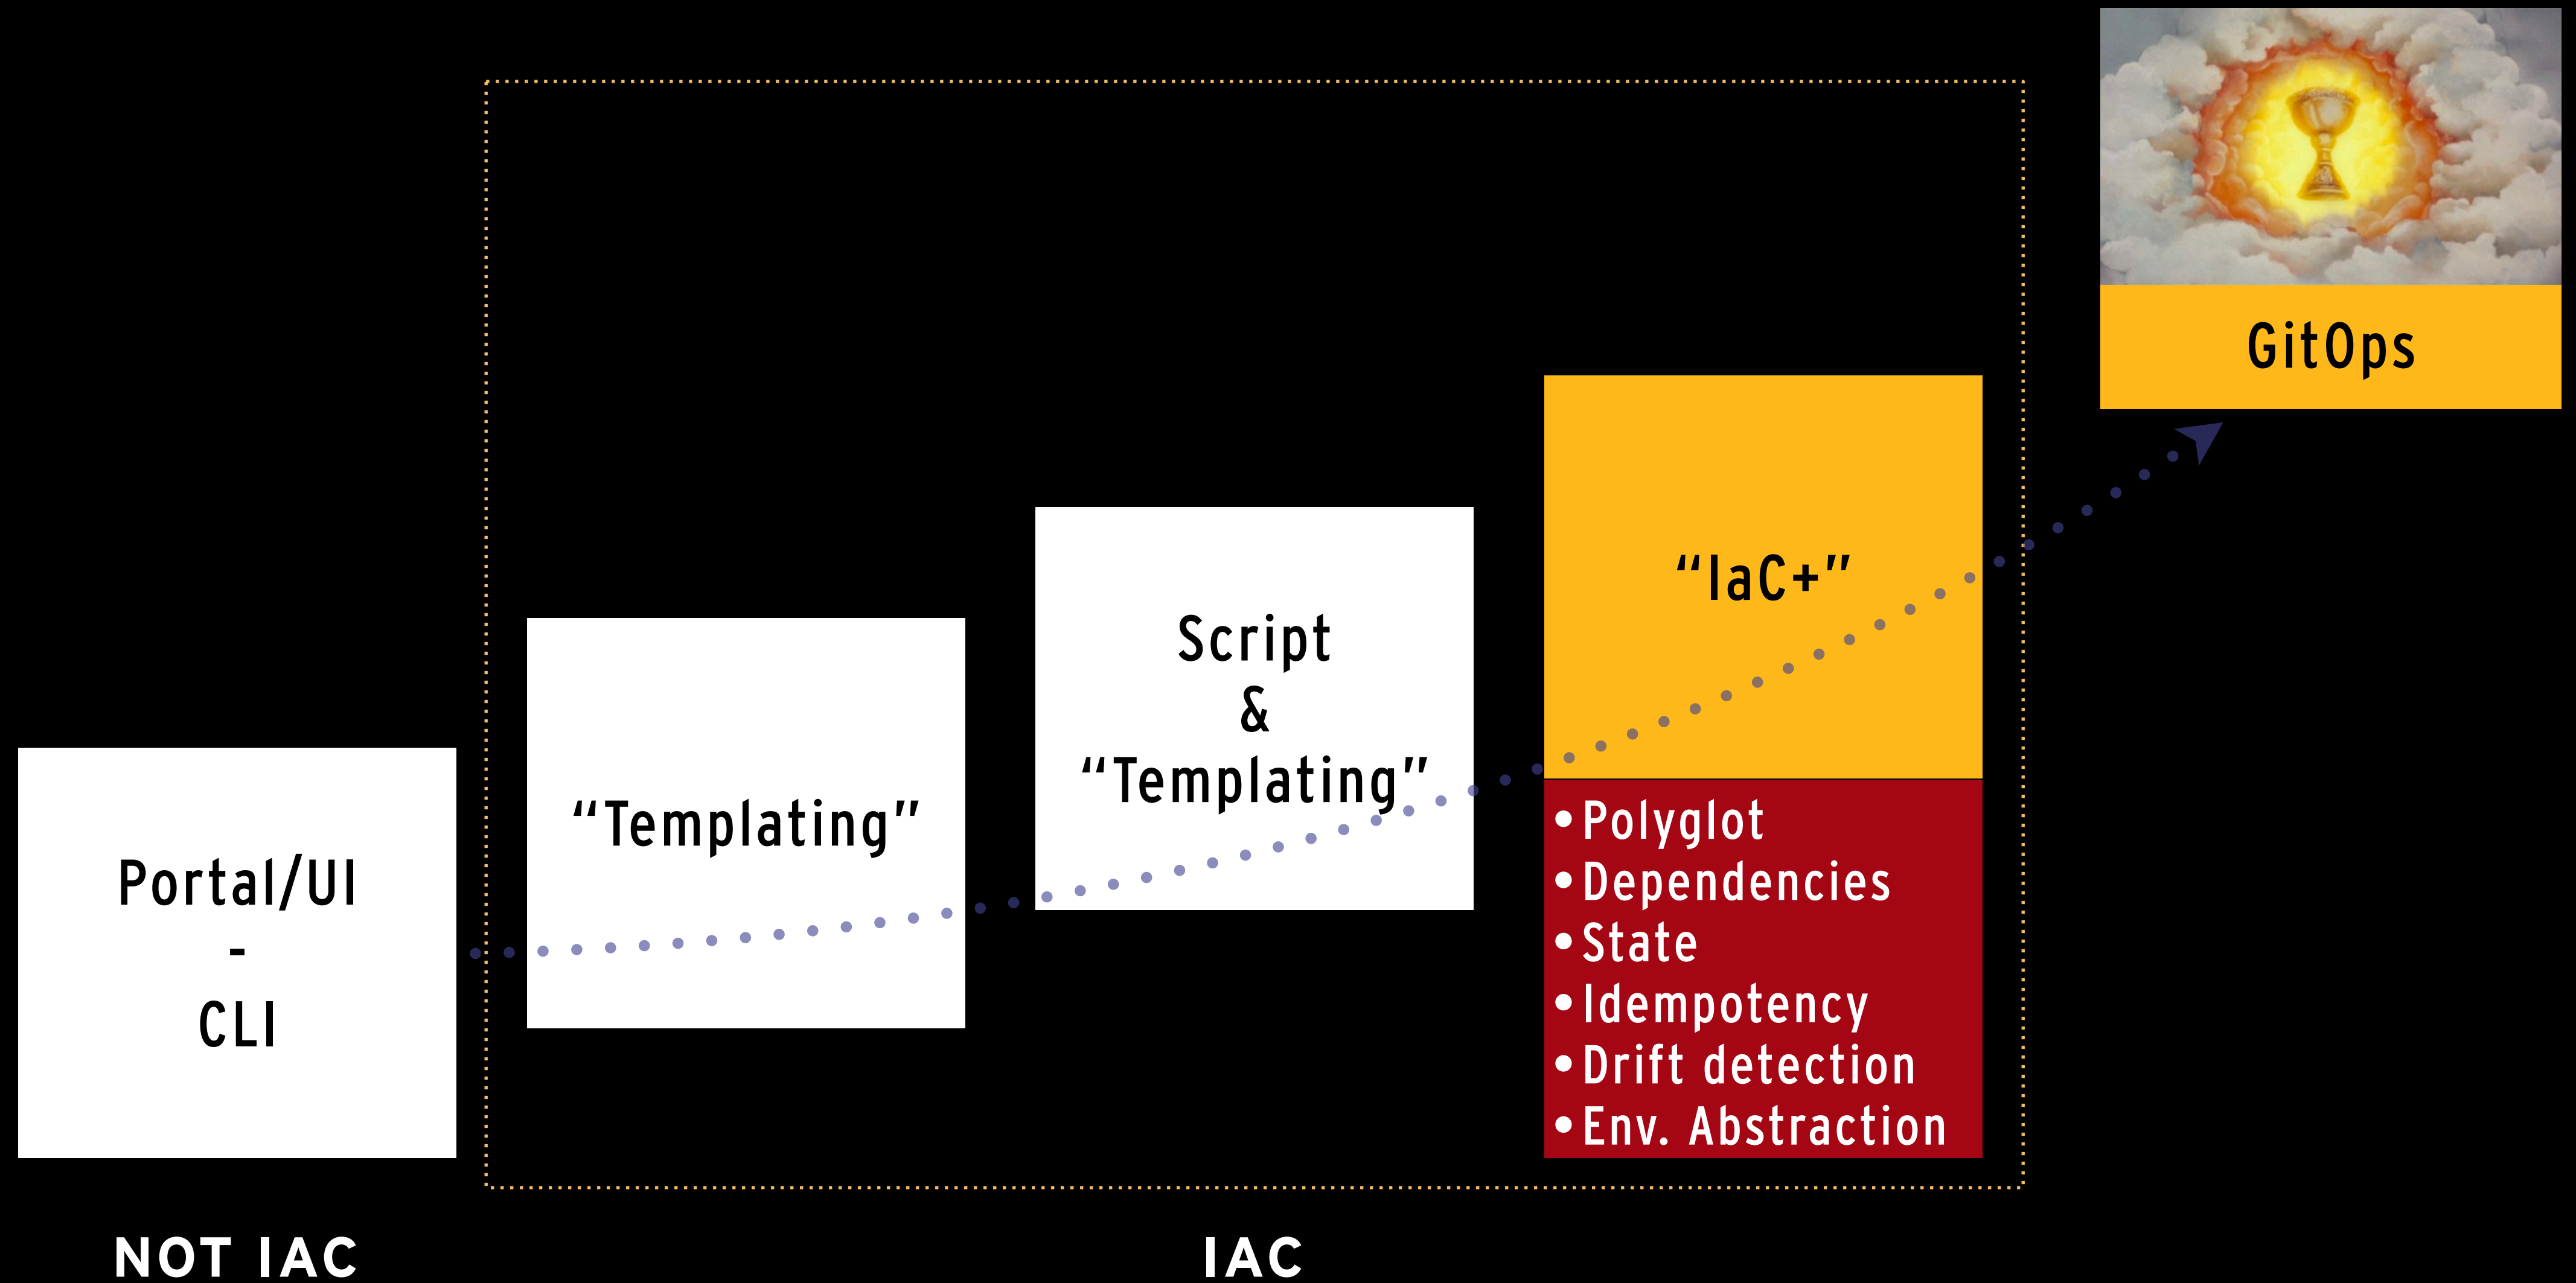 GitOps
“IaC+”
Script
&
“Templating”
“Templating”
Portal/UI
-
CLI
•Polyglot
•Dependencies
•State
•Idempotency
•Drift detection
•Env. Abstraction
NOT IAC
IAC